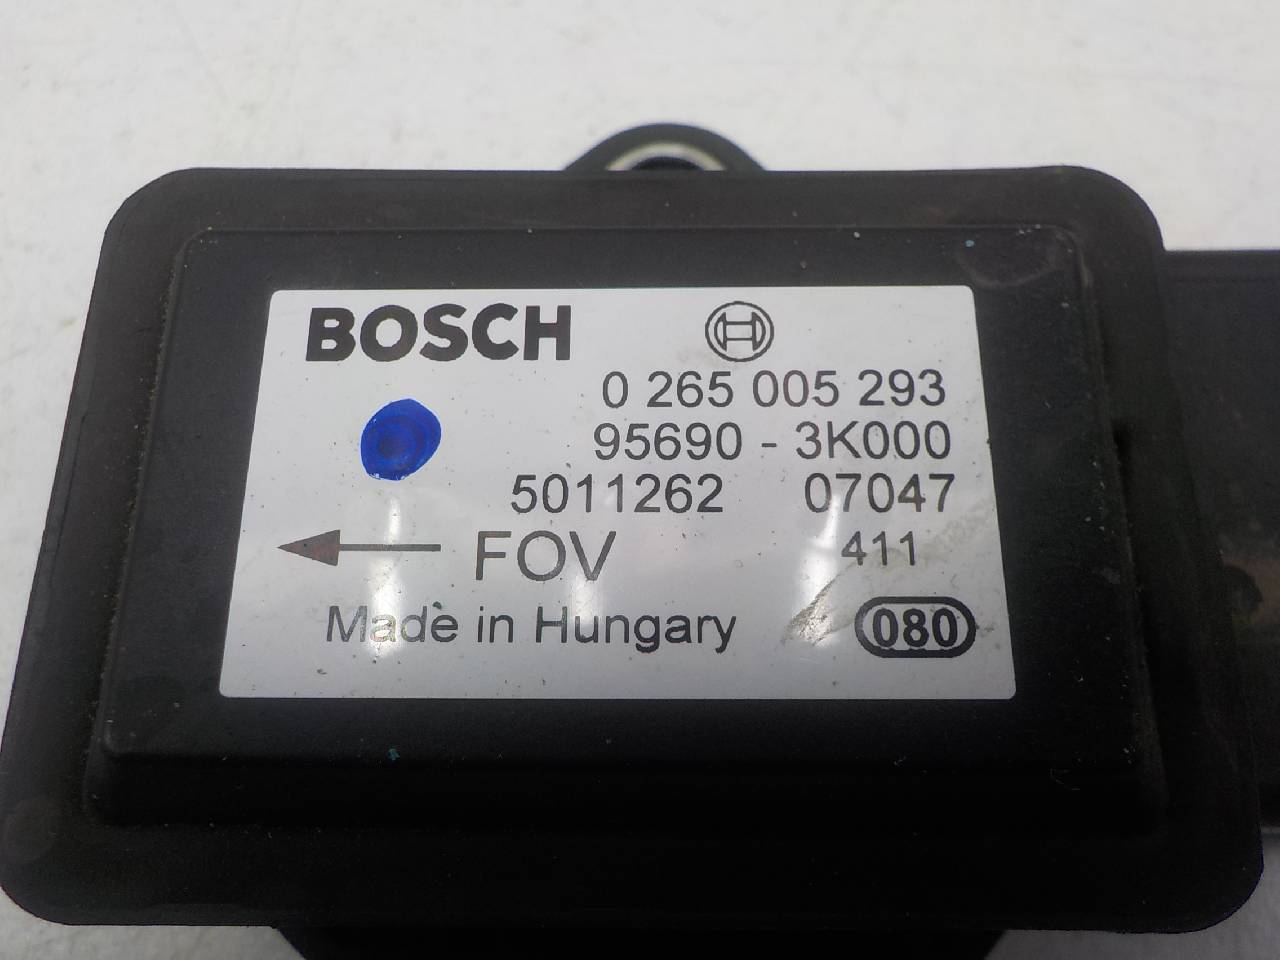 BOSCH
0 265 005 293
95690 - 3K000
5011262 07047
FOV 411
Made in Hungary 080